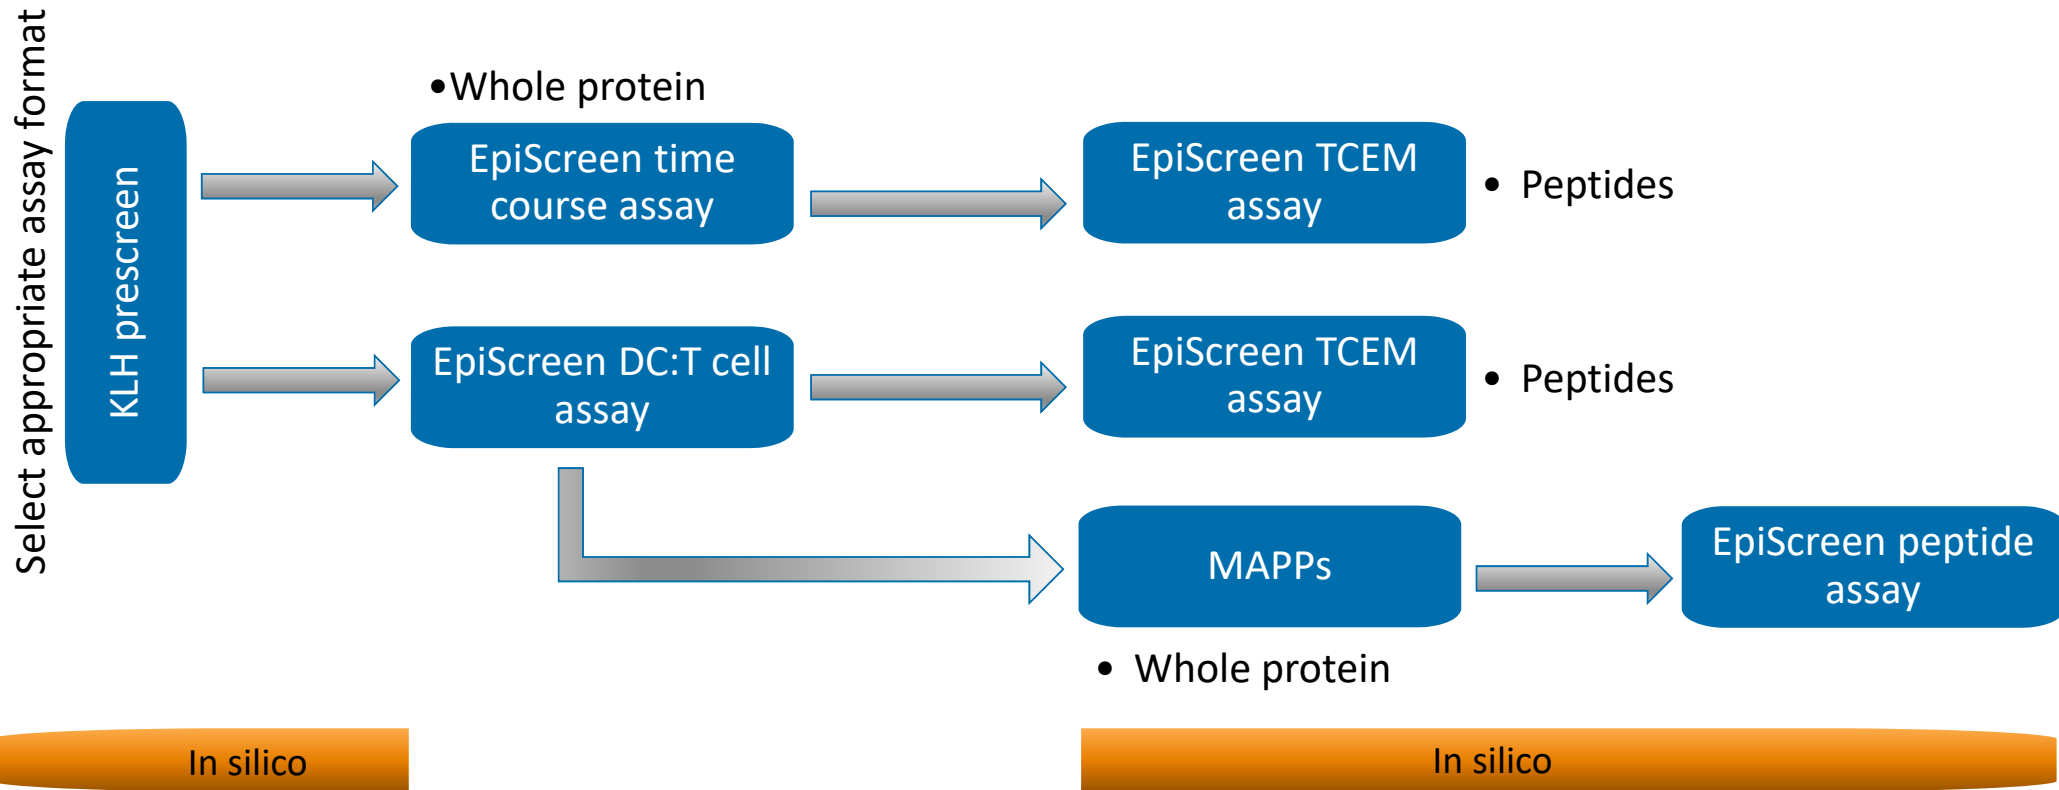 Select appropriate assay format
KLH prescreen
•Whole protein
EpiScreen time
course assay
EpiScreen TCEM
assay
• Peptides
EpiScreen DC:T cell
assay
EpiScreen TCEM
assay
• Peptides
MAPPs
EpiScreen peptide
assay
• Whole protein
In silico
In silico